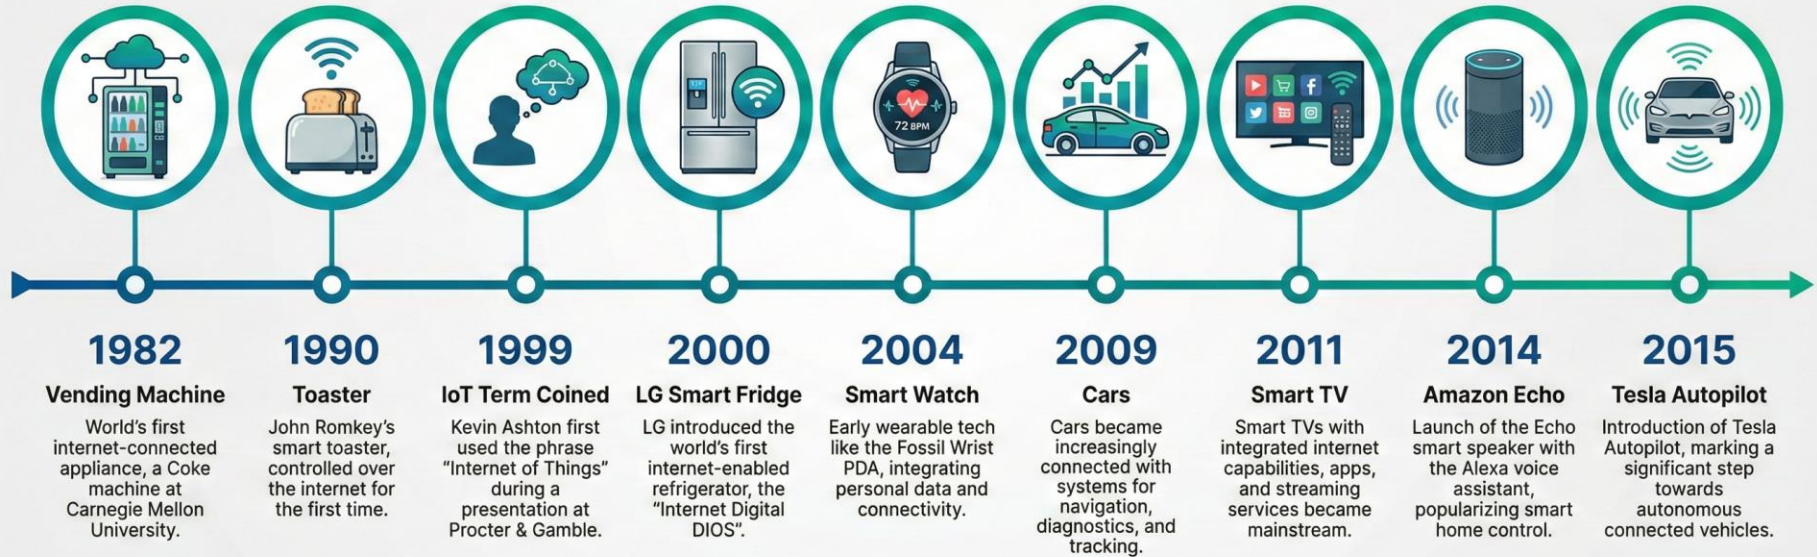 72 BPM
1982
Vending Machine
World's first
internet-connected
appliance, a Coke
machine at
Carnegie Mellon
University.
1990
Toaster
John Romkey's
smart toaster,
controlled over
the internet for
the first time.
1999
IoT Term Coined
Kevin Ashton first
used the phrase
"Internet of Things"
during a
presentation at
Procter & Gamble.
2000
LG Smart Fridge
LG introduced the
world's first
internet-enabled
refrigerator, the
"Internet Digital
DIOS".
2004
Smart Watch
Early wearable tech
like the Fossil Wrist
PDA, integrating
personal data and
connectivity.
2009
Cars
Cars became
increasingly
connected with
systems for
navigation,
diagnostics, and
tracking.
2011
Smart TV
Smart TVs with
integrated internet
capabilities, apps,
and streaming
services became
mainstream.
2014
Amazon Echo
Launch of the Echo
smart speaker with
the Alexa voice
assistant,
popularizing smart
home control.
2015
Tesla Autopilot
Introduction of Tesla
Autopilot, marking a
significant step
towards
autonomous
connected vehicles.